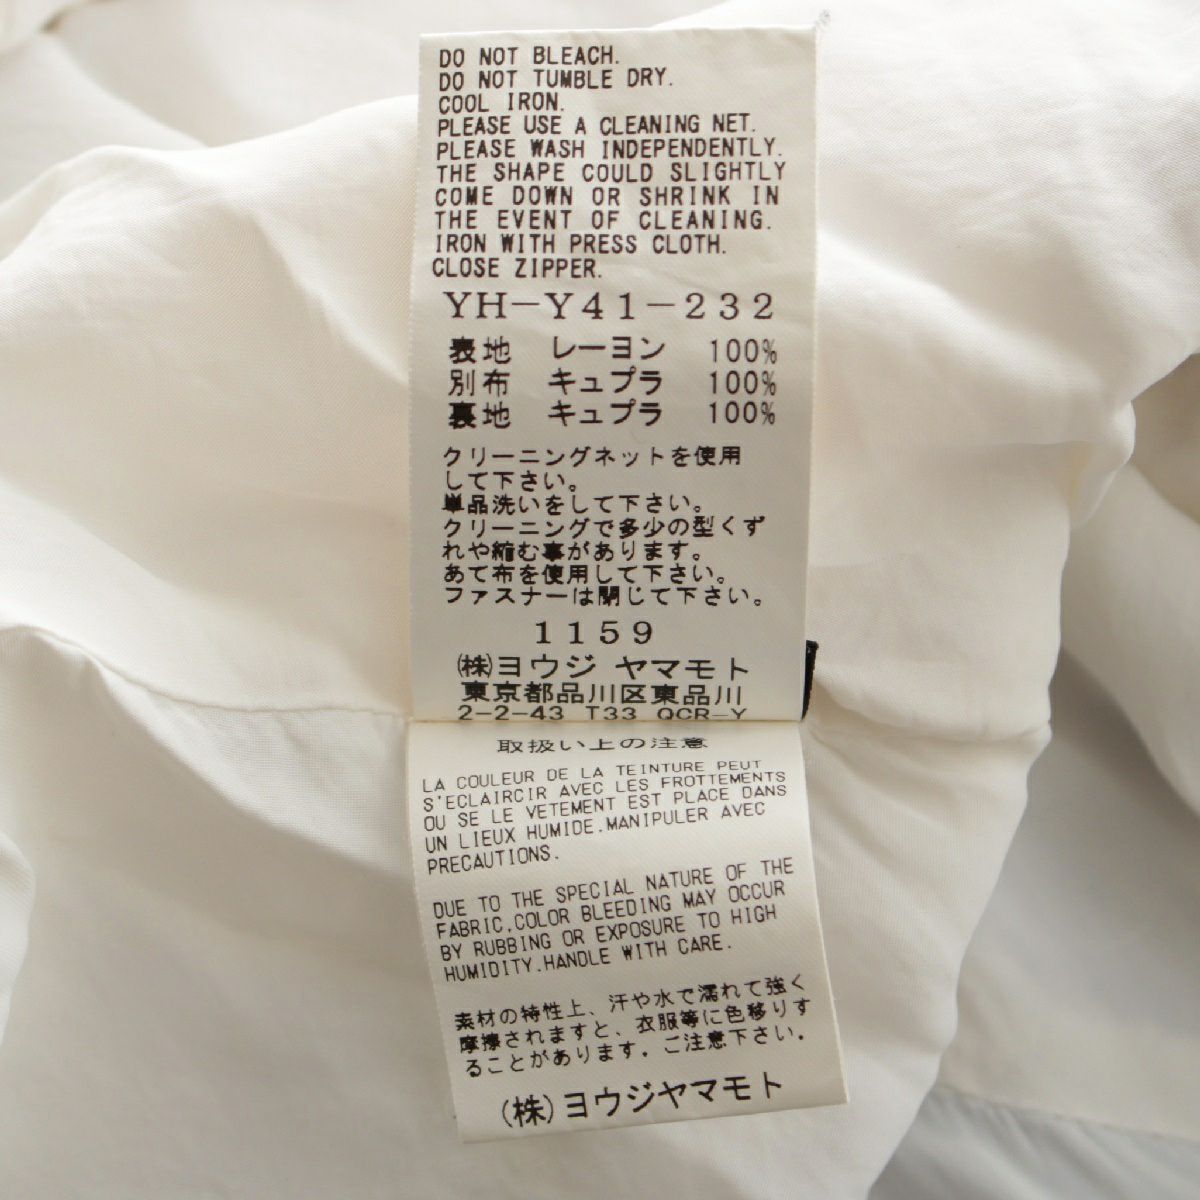 DO NOT BLEACH.
DO NOT TUMBLE DRY.
COOL IRON.
PLEASE USE A CLEANING NET.
PLEASE WASH INDEPENDENTLY.
THE SHAPE COULD SLIGHTLY
COME DOWN OR SHRINK IN
THE EVENT OF CLEANING.
IRON WITH PRESS CLOTH.
CLOSE ZIPPER.
YH-Y41-232
表地 レーヨン 100%
別布 キュプラ 100%
裏地 キュプラ 100%
クリーニングネットを使用
して下さい。
単品洗いをして下さい。
クリーニングで多少の型くず
れや縮む事があります。
あて布を使用して下さい。
ファスナーは閉じて下さい。
1159
(株)ヨウジ ヤマモト
東京都品川区東品川
2-2-43 T33 QCR-Y
取扱い上の注意
LA COULEUR DE LA TEINTURE PEUT
S'ECLAIRCIR AVEC LES FROTTEMENTS
OU SE LE VETEMENT EST PLACE DANS
UN LIEUX HUMIDE.MANIPULER AVEC
PRECAUTIONS.
DUE TO THE SPECIAL NATURE OF THE
FABRIC,COLOR BLEEDING MAY OCCUR
BY RUBBING OR EXPOSURE TO HIGH
HUMIDITY.HANDLE WITH CARE.
素材の特性上、汗や水で濡れて強く
摩擦されますと、衣服等に色移りす
ることがあります。ご注意下さい。
(株)ヨウジヤマモト